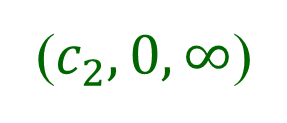 (c₂, 0, ∞)